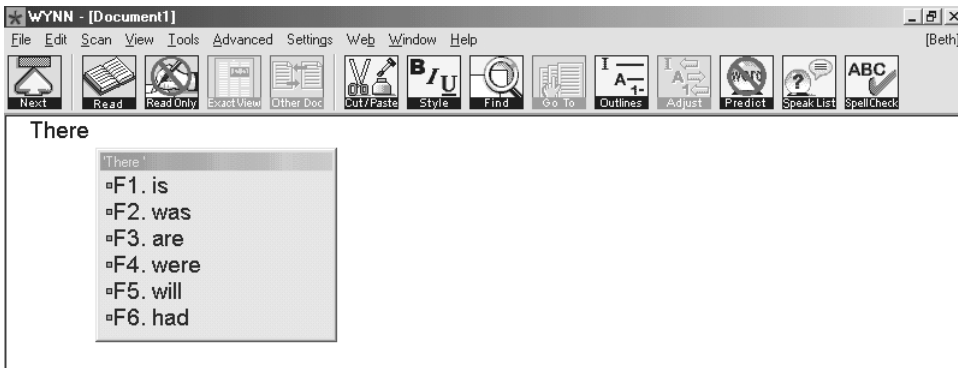 WYNN - [Document1]
File Edit Scan View Tools Advanced Settings Web Window Help [Beth]
Next Read Read Only Exact View Other Doc Cut/Paste Style Find Go To Outlines Adjust Predict Speak List SpellCheck
There
'There '
F1. is
F2. was
F3. are
F4. were
F5. will
F6. had